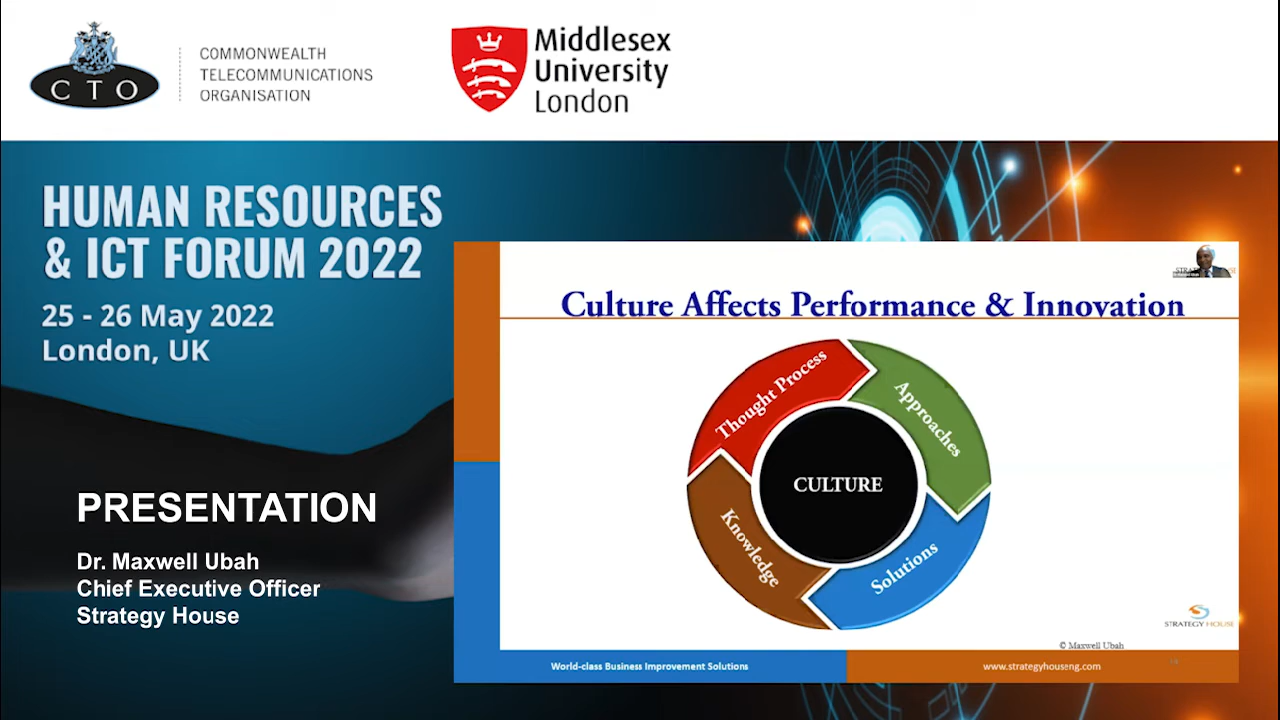 CTO
COMMONWEALTH
TELECOMMUNICATIONS
ORGANISATION
Middlesex
University
London
HUMAN RESOURCES
& ICT FORUM 2022
25 - 26 May 2022
London, UK
PRESENTATION
Dr. Maxwell Ubah
Chief Executive Officer
Strategy House
Culture Affects Performance & Innovation
Thought Process
Approaches
CULTURE
Knowledge
Solutions
STRATEGY HOUSE
© Maxwell Ubah
World-class Business Improvement Solutions
www.strategyhouseng.com